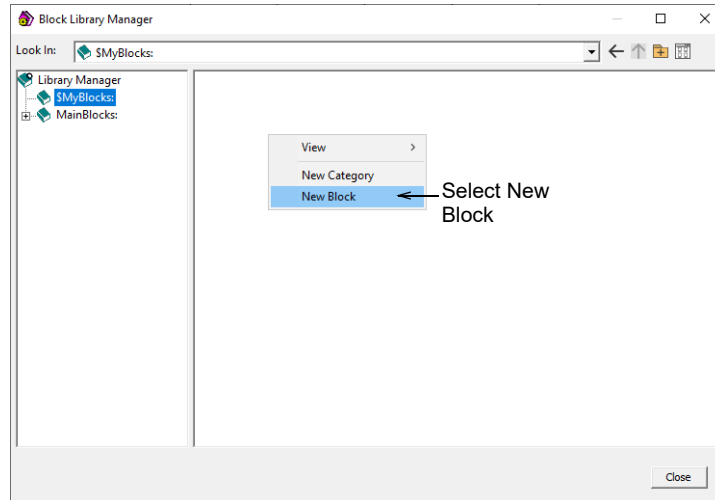 Block Library Manager
Look In:
$MyBlocks:
Library Manager
$MyBlocks:
MainBlocks:
View
New Category
New Block
Select New
Block
Close